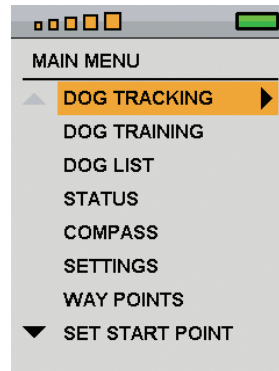 MAIN MENU
DOG TRACKING
DOG TRAINING
DOG LIST
STATUS
COMPASS
SETTINGS
WAY POINTS
SET START POINT